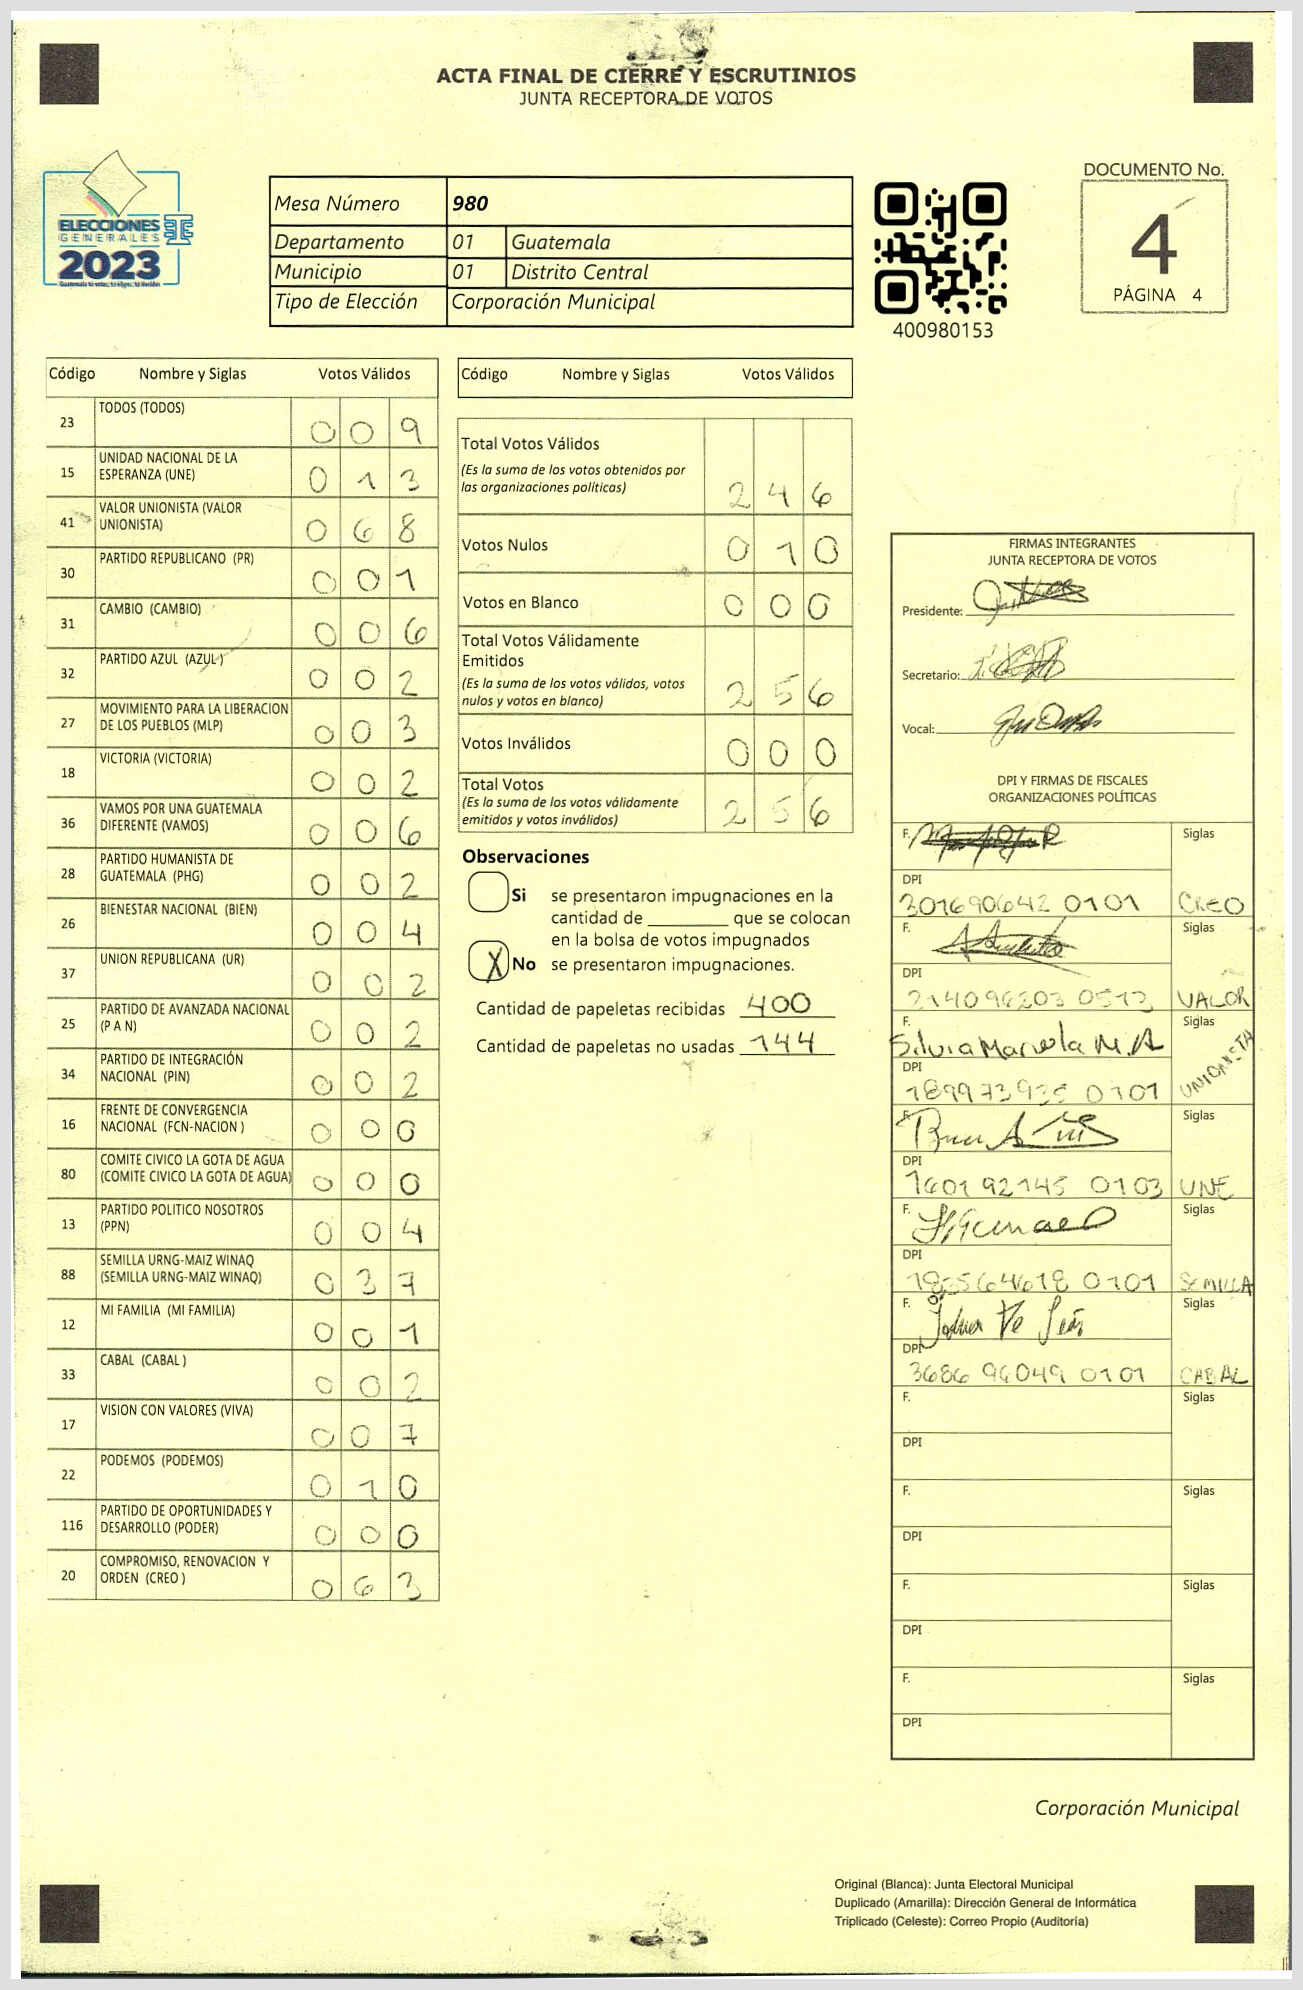 ACTA FINAL DE CIERRE Y ESCRUTINIOS
JUNTA RECEPTORA DE VOTOS
ELECCIONES
GENERALES
2023
Mesa Número 980
Departamento 01 Guatemala
Municipio 01 Distrito Central
Tipo de Elección Corporación Municipal
400980153
DOCUMENTO No.
4
PÁGINA 4
Código Nombre y Siglas Votos Válidos
23 TODOS (TODOS) 0 0 9
15 UNIDAD NACIONAL DE LA
ESPERANZA (UNE) 0 1 3
41 VALOR UNIONISTA (VALOR
UNIONISTA) 0 6 8
30 PARTIDO REPUBLICANO (PR) 0 0 1
31 CAMBIO (CAMBIO) 0 0 6
32 PARTIDO AZUL (AZUL) 0 0 2
27 MOVIMIENTO PARA LA LIBERACION
DE LOS PUEBLOS (MLP) 0 0 3
18 VICTORIA (VICTORIA) 0 0 2
36 VAMOS POR UNA GUATEMALA
DIFERENTE (VAMOS) 0 0 6
28 PARTIDO HUMANISTA DE
GUATEMALA (PHG) 0 0 2
26 BIENESTAR NACIONAL (BIEN) 0 0 4
37 UNION REPUBLICANA (UR) 0 0 2
25 PARTIDO DE AVANZADA NACIONAL
(P A N) 0 0 2
34 PARTIDO DE INTEGRACIÓN
NACIONAL (PIN) 0 0 2
16 FRENTE DE CONVERGENCIA
NACIONAL (FCN-NACION ) 0 0 0
80 COMITE CIVICO LA GOTA DE AGUA
(COMITE CIVICO LA GOTA DE AGUA) 0 0 0
13 PARTIDO POLITICO NOSOTROS
(PPN) 0 0 4
88 SEMILLA URNG-MAIZ WINAQ
(SEMILLA URNG-MAIZ WINAQ) 0 3 7
12 MI FAMILIA (MI FAMILIA) 0 0 1
33 CABAL (CABAL ) 0 0 2
17 VISION CON VALORES (VIVA) 0 0 7
22 PODEMOS (PODEMOS) 0 1 0
116 PARTIDO DE OPORTUNIDADES Y
DESARROLLO (PODER) 0 0 0
20 COMPROMISO, RENOVACION Y
ORDEN (CREO ) 0 6 3
Código Nombre y Siglas Votos Válidos
Total Votos Válidos
(Es la suma de los votos obtenidos por
las organizaciones políticas) 2 4 6
Votos Nulos 0 1 0
Votos en Blanco 0 0 0
Total Votos Válidamente
Emitidos
(Es la suma de los votos válidos, votos
nulos y votos en blanco) 2 5 6
Votos Inválidos 0 0 0
Total Votos
(Es la suma de los votos válidamente
emitidos y votos inválidos) 2 5 6
Observaciones
Si se presentaron impugnaciones en la
cantidad de ________ que se colocan
en la bolsa de votos impugnados
X No se presentaron impugnaciones.
Cantidad de papeletas recibidas 400
Cantidad de papeletas no usadas 144
FIRMAS INTEGRANTES
JUNTA RECEPTORA DE VOTOS
Presidente:
Secretario:
Vocal:
DPI Y FIRMAS DE FISCALES
ORGANIZACIONES POLÍTICAS
F. Siglas
DPI
301690642 0101 CREO
F. Siglas
DPI
214096203 0513 VALOR
F. Siglas
Silvia Mariela M. A
DPI UNIONISTA
189973935 0101
F. Siglas
DPI
1601 92145 0103 UNE
F. Siglas
DPI
185564618 0101 SEMILLA
F. Siglas
DPI
3686 96049 0101 CABAL
F. Siglas
DPI
F. Siglas
DPI
F. Siglas
DPI
F. Siglas
DPI
Corporación Municipal
Original (Blanca): Junta Electoral Municipal
Duplicado (Amarilla): Dirección General de Informática
Triplicado (Celeste): Correo Propio (Auditoría)